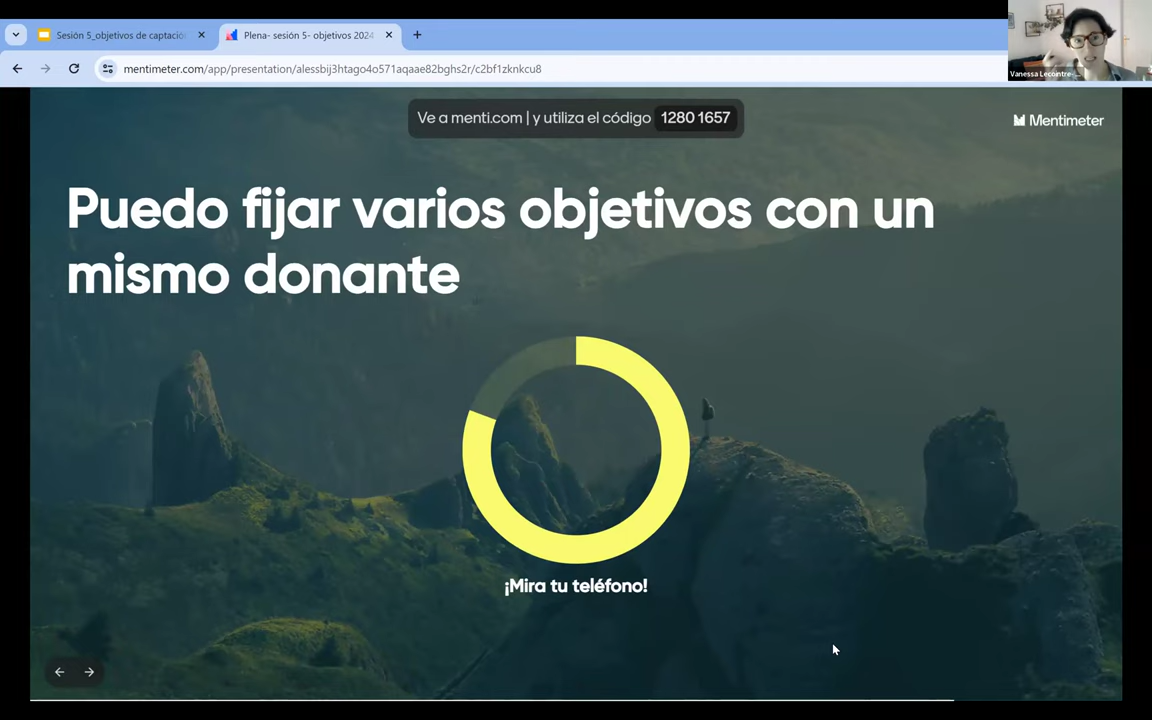 Sesión 5_objetivos de captació
Plena- sesión 5- objetivos 2024
mentimeter.com/app/presentation/alessbij3htago4o571aqaae82bghs2r/c2bf1zknkcu8
Vanessa Lecointre-...
Ve a menti.com | y utiliza el código 1280 1657
Mentimeter
Puedo fijar varios objetivos con un
mismo donante
¡Mira tu teléfono!